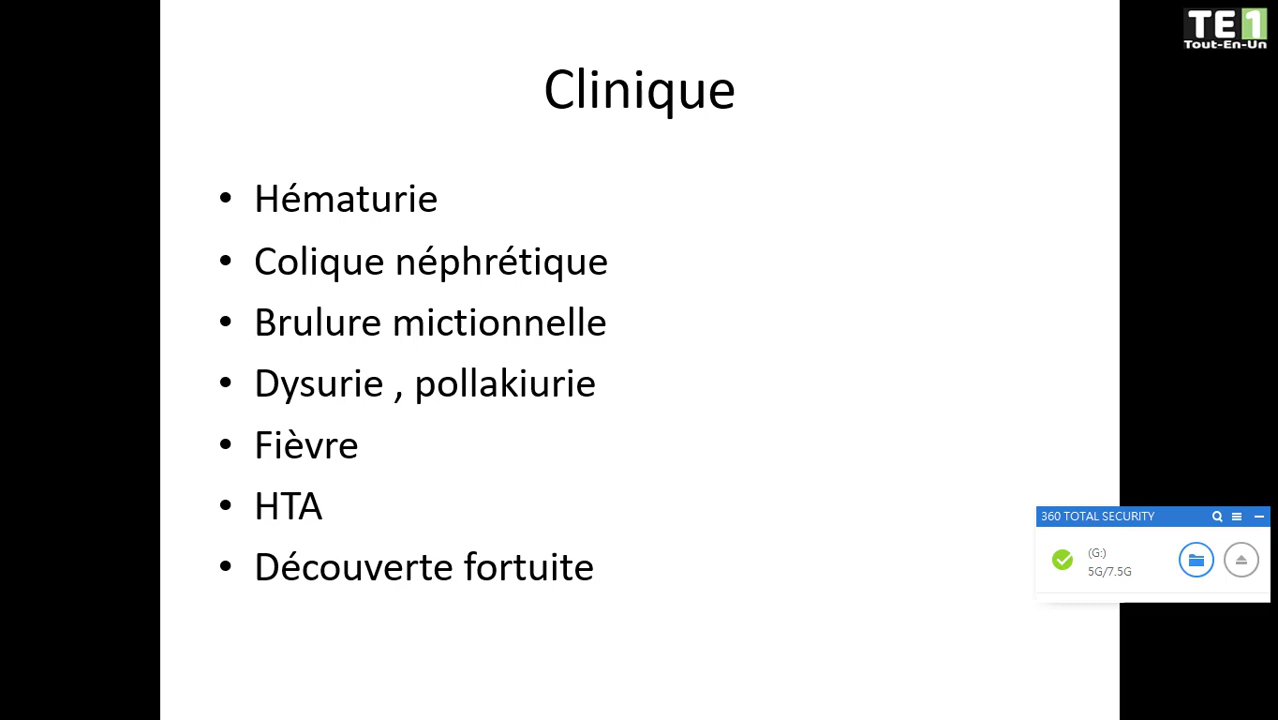 TE1
Tout-En-Un
Clinique
• Hématurie
• Colique néphrétique
• Brulure mictionnelle
• Dysurie , pollakiurie
• Fièvre
• HTA
• Découverte fortuite
360 TOTAL SECURITY
(G:)
5G/7.5G